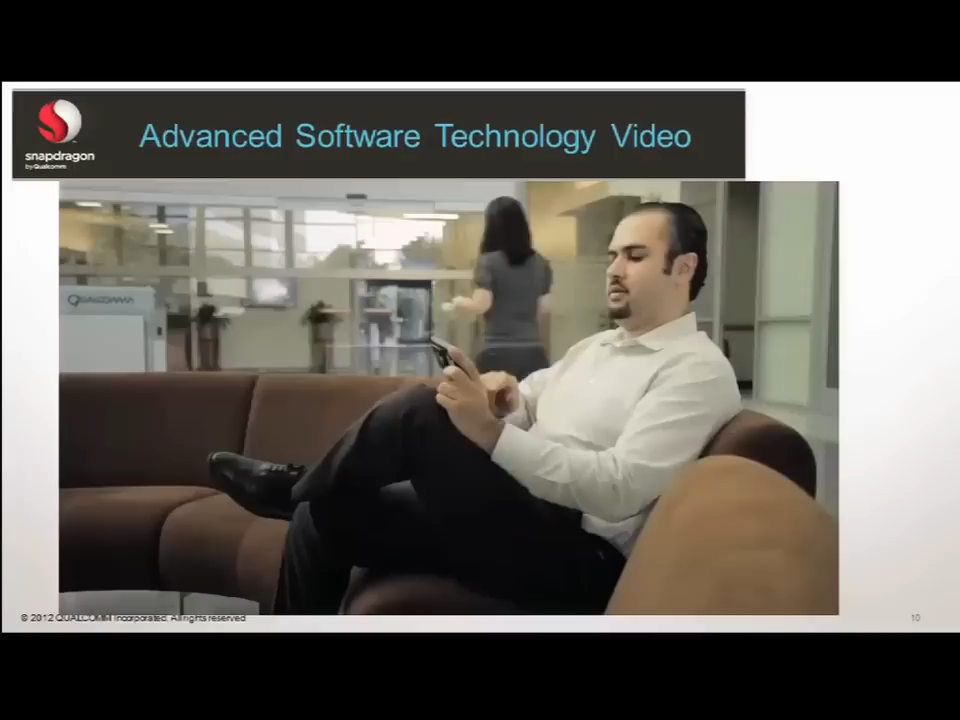 snapdragon
by Qualcomm
Advanced Software Technology Video
QUALCOMM
© 2012 QUALCOMM Incorporated. All rights reserved
10